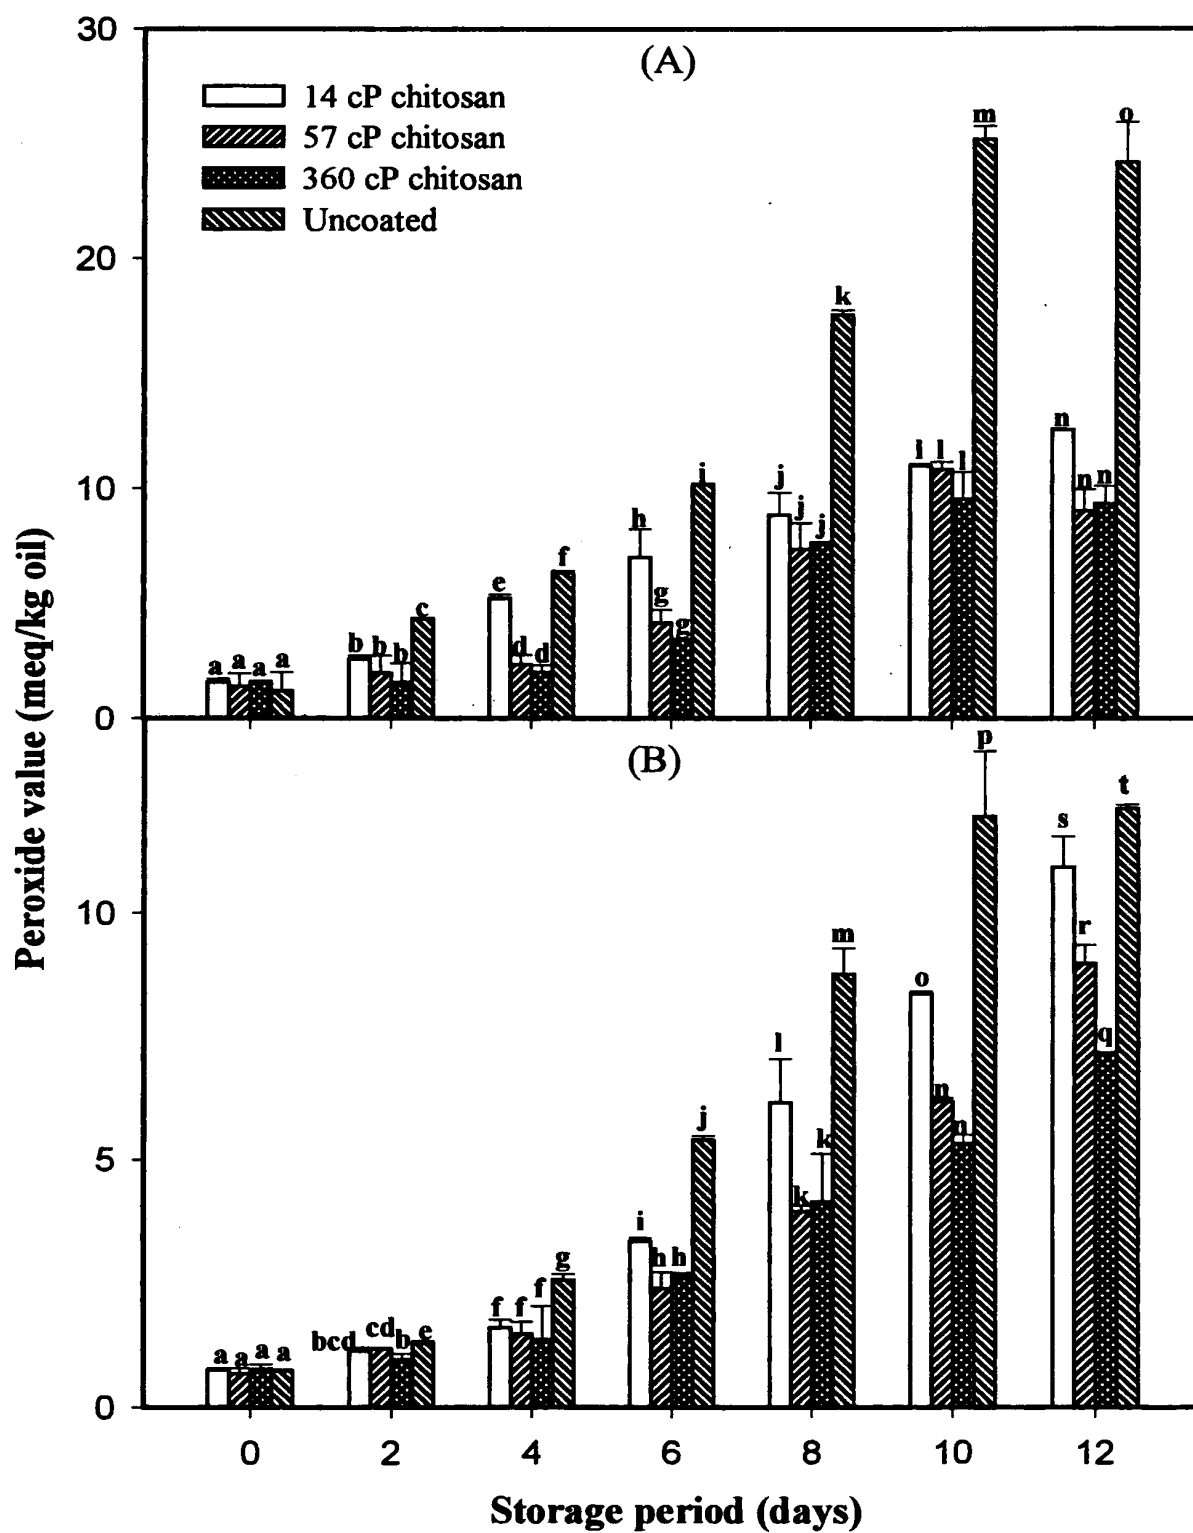 30
(A)
14 cP chitosan
57 cP chitosan
360 cP chitosan
Uncoated
m
o
20
k
n
i
l
l
n
n
10
j
j
j
j
i
h
f
e
g
g
c
d
d
b
b
b
a
a
a
a
0
Peroxide value (meq/kg oil)
(B)
p
t
s
10
r
m
o
q
l
n
n
5
j
k
k
i
h
h
g
f
f
f
bcd
cd
b
e
a
a
a
a
0
0 2 4 6 8 10 12
Storage period (days)